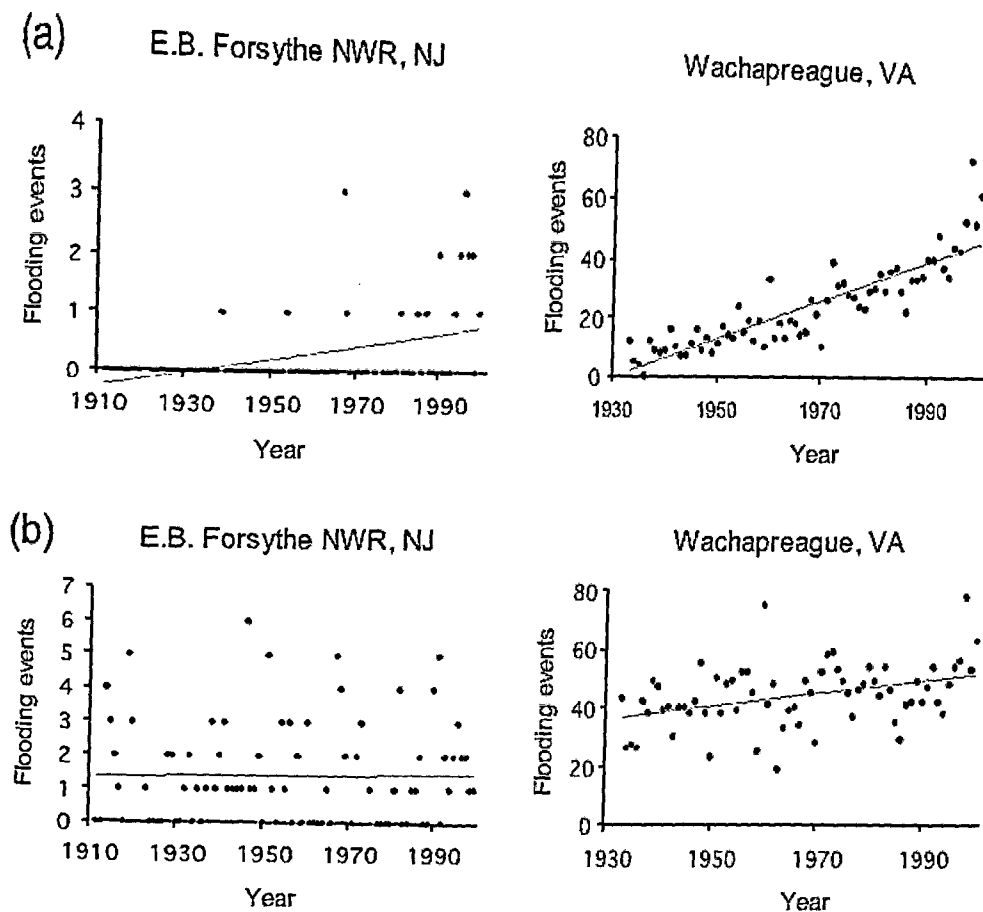 (a)
E.B. Forsythe NWR, NJ
Flooding events
4
3
2
1
0
1910 1930 1950 1970 1990
Year
Wachapreague, VA
Flooding events
80
60
40
20
0
1930 1950 1970 1990
Year
(b)
E.B. Forsythe NWR, NJ
Flooding events
7
6
5
4
3
2
1
0
1910 1930 1950 1970 1990
Year
Wachapreague, VA
Flooding events
80
60
40
20
0
1930 1950 1970 1990
Year